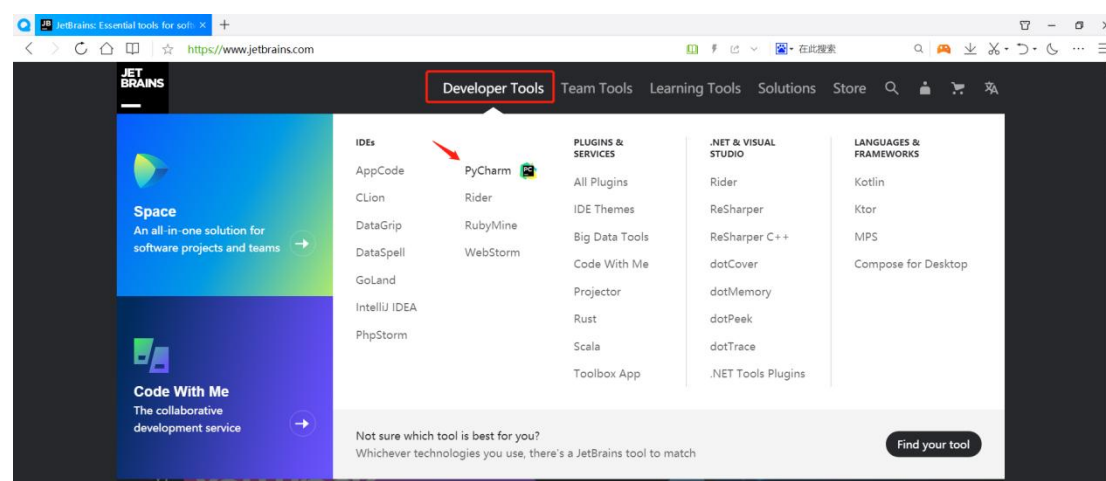 JetBrains: Essential tools for soft
https://www.jetbrains.com
在此搜索
JET
BRAINS
Developer Tools
Team Tools
Learning Tools
Solutions
Store
Space
An all-in-one solution for
software projects and teams
Code With Me
The collaborative
development service
IDEs
AppCode
CLion
DataGrip
DataSpell
GoLand
IntelliJ IDEA
PhpStorm
PyCharm
PC
Rider
RubyMine
WebStorm
PLUGINS &
SERVICES
All Plugins
IDE Themes
Big Data Tools
Code With Me
Projector
Rust
Scala
Toolbox App
.NET & VISUAL
STUDIO
Rider
ReSharper
ReSharper C++
dotCover
dotMemory
dotPeek
dotTrace
.NET Tools Plugins
LANGUAGES &
FRAMEWORKS
Kotlin
Ktor
MPS
Compose for Desktop
Not sure which tool is best for you?
Whichever technologies you use, there's a JetBrains tool to match
Find your tool